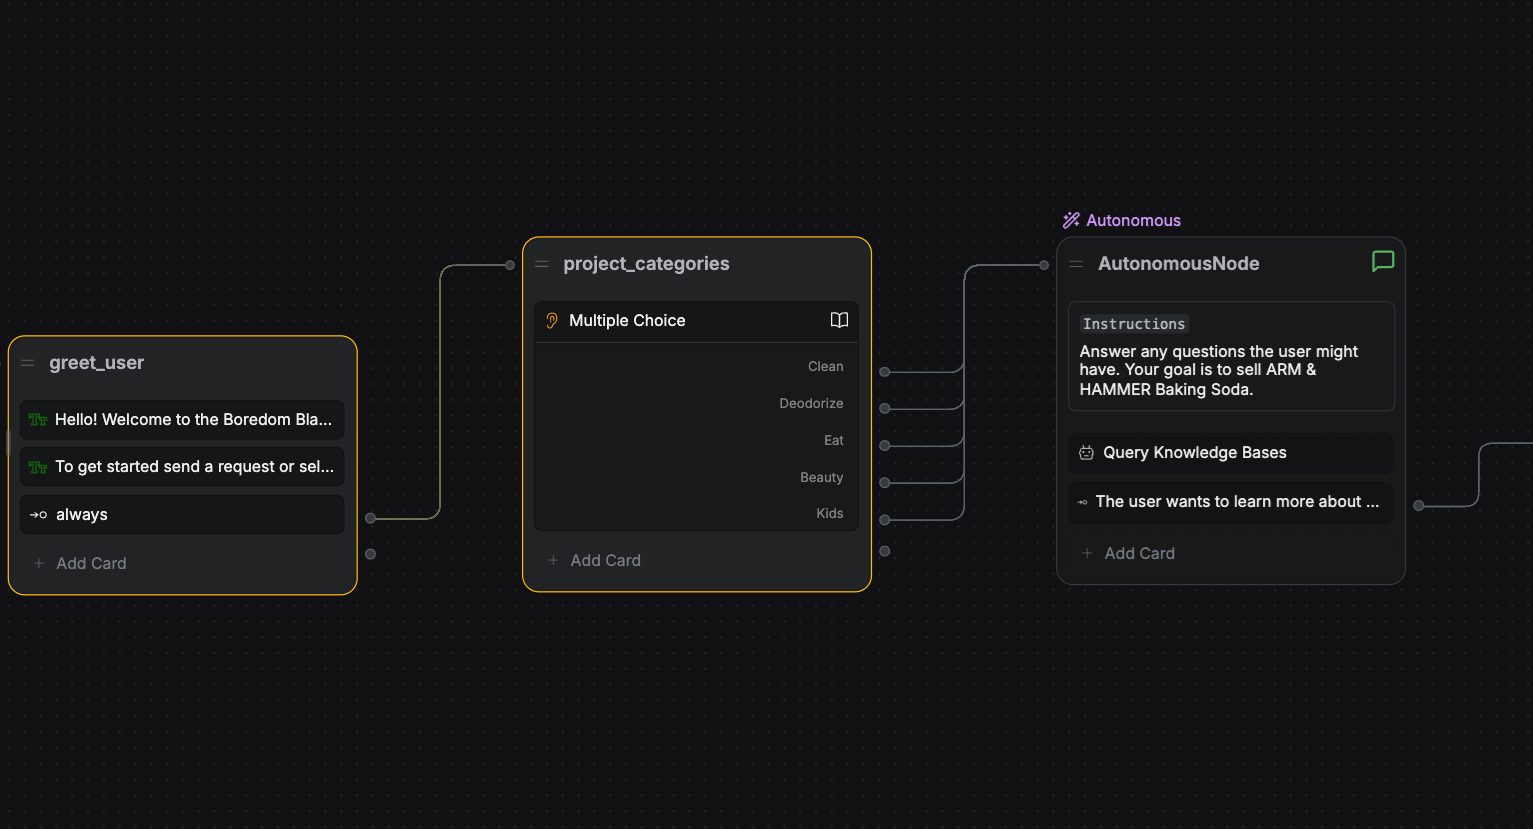 greet_user
Hello! Welcome to the Boredom Bla...
To get started send a request or sel...
always
Add Card
project_categories
Multiple Choice
Clean
Deodorize
Eat
Beauty
Kids
Add Card
Autonomous
AutonomousNode
Instructions
Answer any questions the user might
have. Your goal is to sell ARM &
HAMMER Baking Soda.
Query Knowledge Bases
The user wants to learn more about ...
Add Card